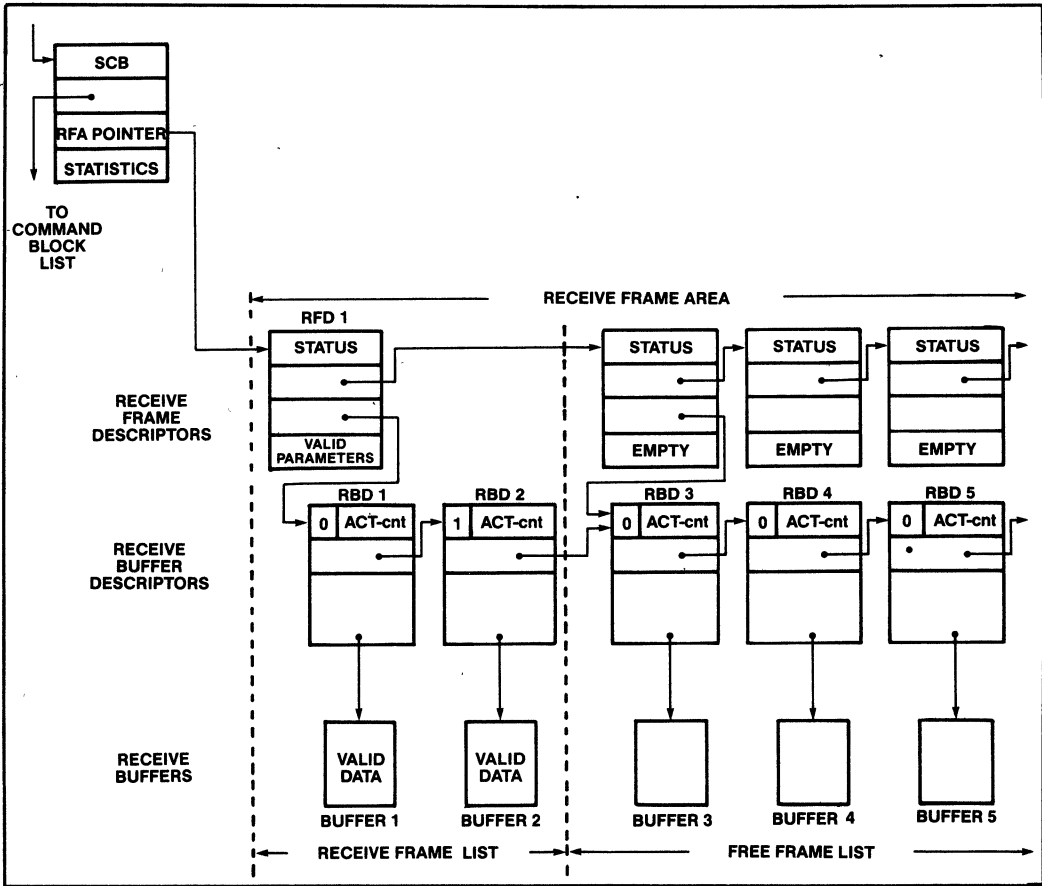 SCB
RFA POINTER
STATISTICS
TO
COMMAND
BLOCK
LIST
RECEIVE FRAME AREA
RFD 1
STATUS
STATUS
STATUS
STATUS
RECEIVE
FRAME
DESCRIPTORS
VALID
PARAMETERS
EMPTY
EMPTY
EMPTY
RBD 1
RBD 2
RBD 3
RBD 4
RBD 5
0 ACT-cnt
1 ACT-cnt
0 ACT-cnt
0 ACT-cnt
0 ACT-cnt
RECEIVE
BUFFER
DESCRIPTORS
RECEIVE
BUFFERS
VALID
DATA
VALID
DATA
BUFFER 1
BUFFER 2
BUFFER 3
BUFFER 4
BUFFER 5
RECEIVE FRAME LIST
FREE FRAME LIST